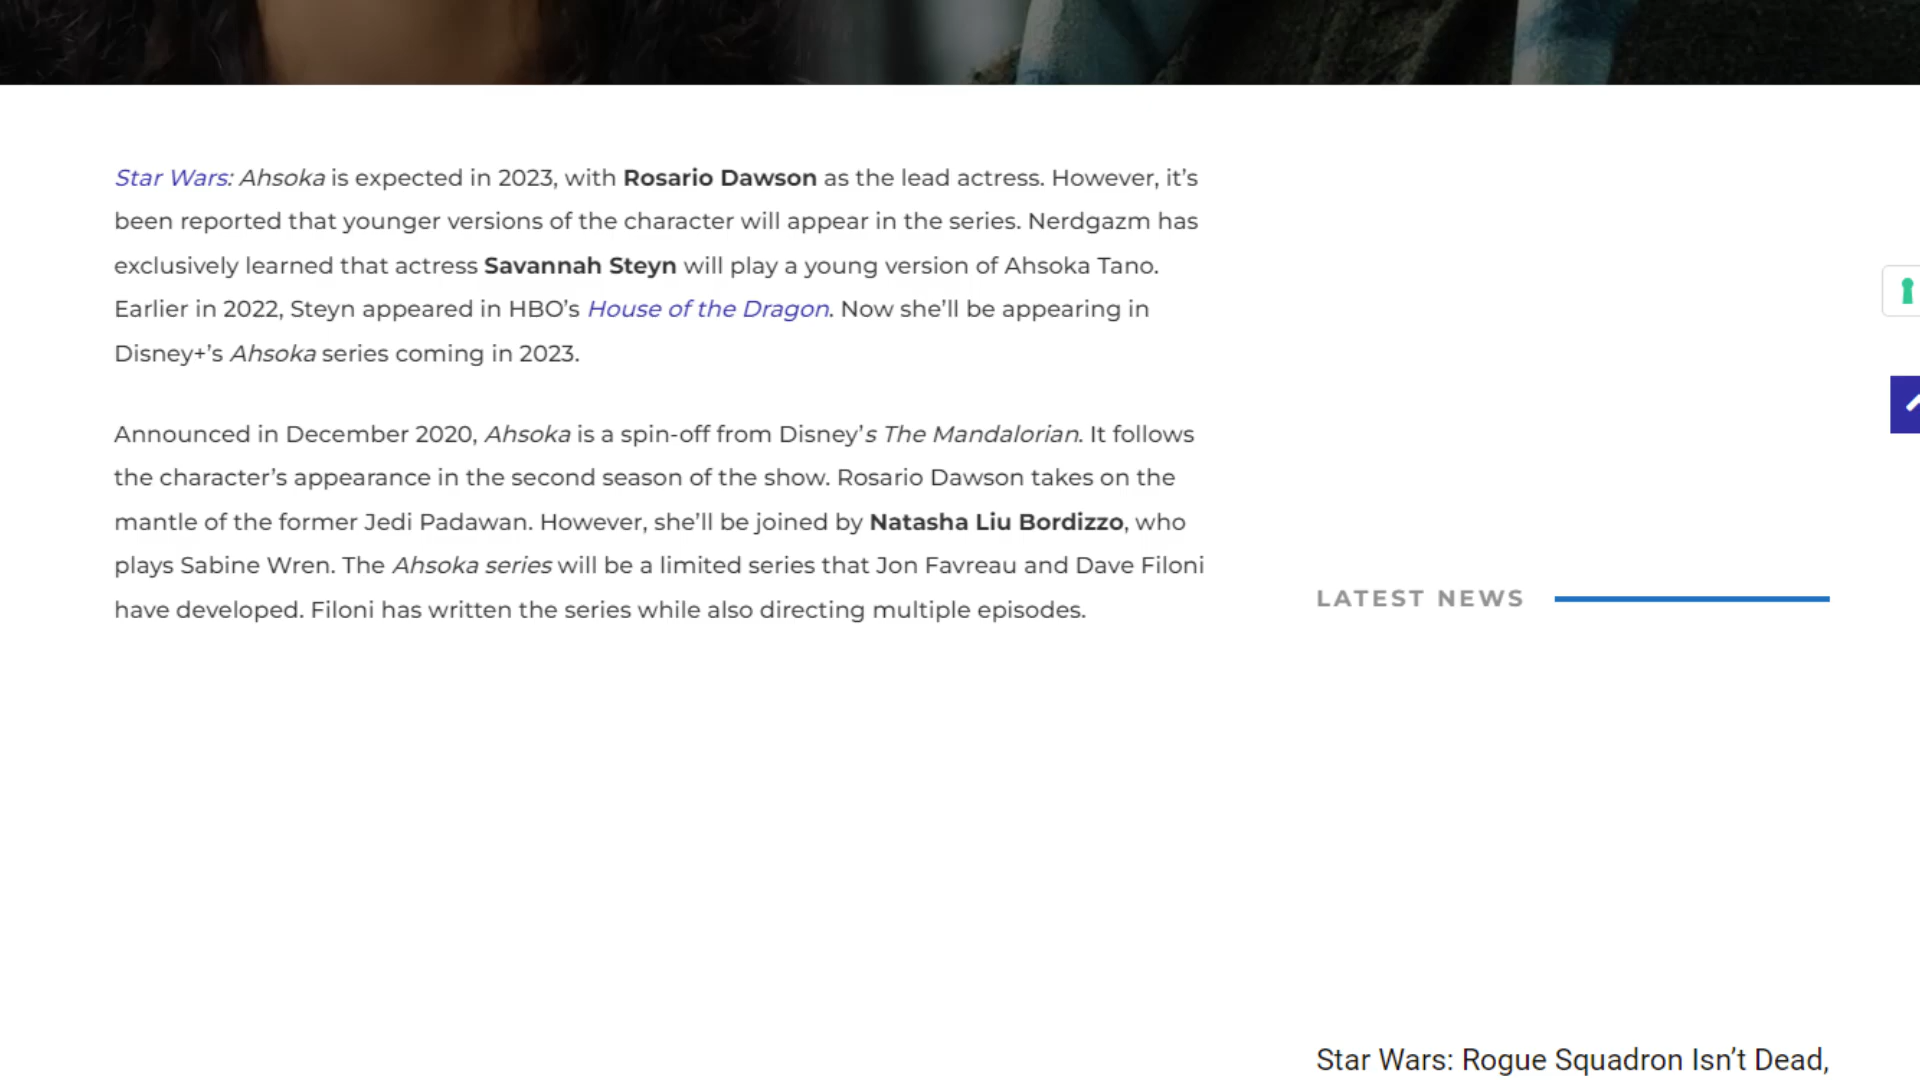 Star Wars: Ahsoka is expected in 2023, with Rosario Dawson as the lead actress. However, it’s
been reported that younger versions of the character will appear in the series. Nerdgazm has
exclusively learned that actress Savannah Steyn will play a young version of Ahsoka Tano.
Earlier in 2022, Steyn appeared in HBO’s House of the Dragon. Now she’ll be appearing in
Disney+’s Ahsoka series coming in 2023.
Announced in December 2020, Ahsoka is a spin-off from Disney’s The Mandalorian. It follows
the character’s appearance in the second season of the show. Rosario Dawson takes on the
mantle of the former Jedi Padawan. However, she’ll be joined by Natasha Liu Bordizzo, who
plays Sabine Wren. The Ahsoka series will be a limited series that Jon Favreau and Dave Filoni
have developed. Filoni has written the series while also directing multiple episodes.
LATEST NEWS
Star Wars: Rogue Squadron Isn’t Dead,